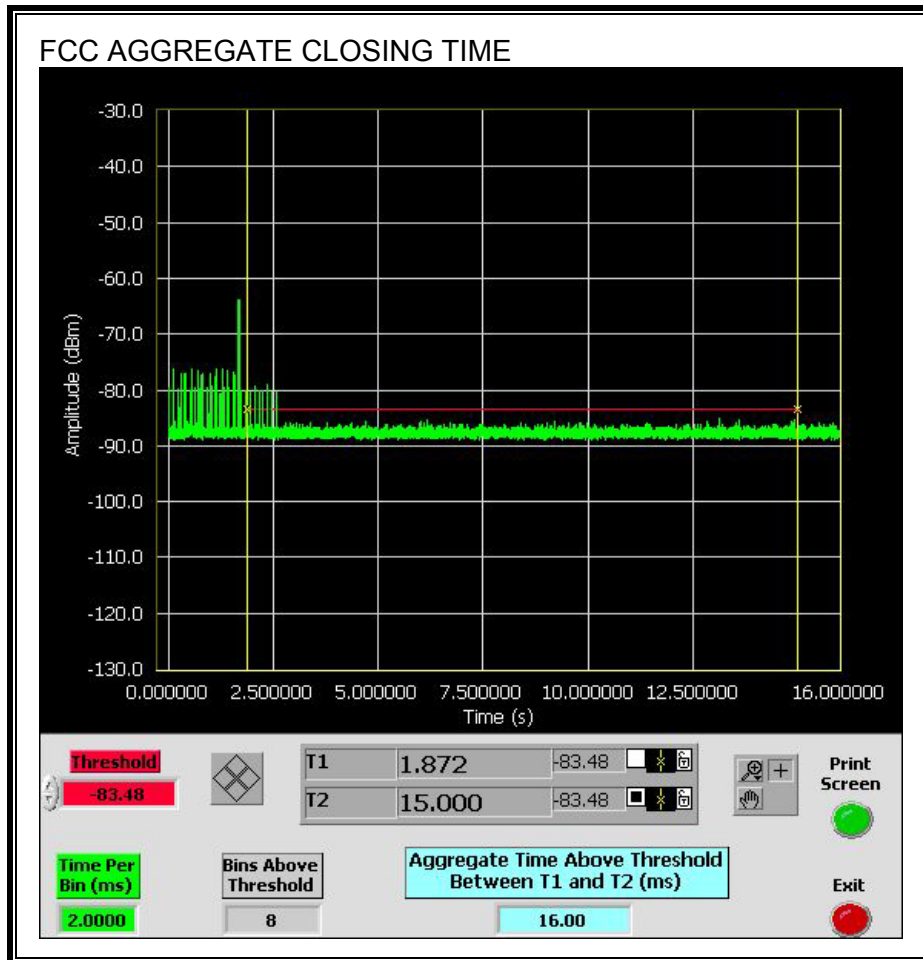 FCC AGGREGATE CLOSING TIME
-30.0
-40.0
-50.0
-60.0
-70.0
-80.0
-90.0
-100.0
-110.0
-120.0
-130.0
Amplitude (dBm)
0.000000 2.500000 5.000000 7.500000 10.000000 12.500000 16.000000
Time (s)
Threshold
-83.48
T1 1.872 -83.48
T2 15.000 -83.48
Print
Screen
Time Per
Bin (ms)
2.0000
Bins Above
Threshold
8
Aggregate Time Above Threshold
Between T1 and T2 (ms)
16.00
Exit